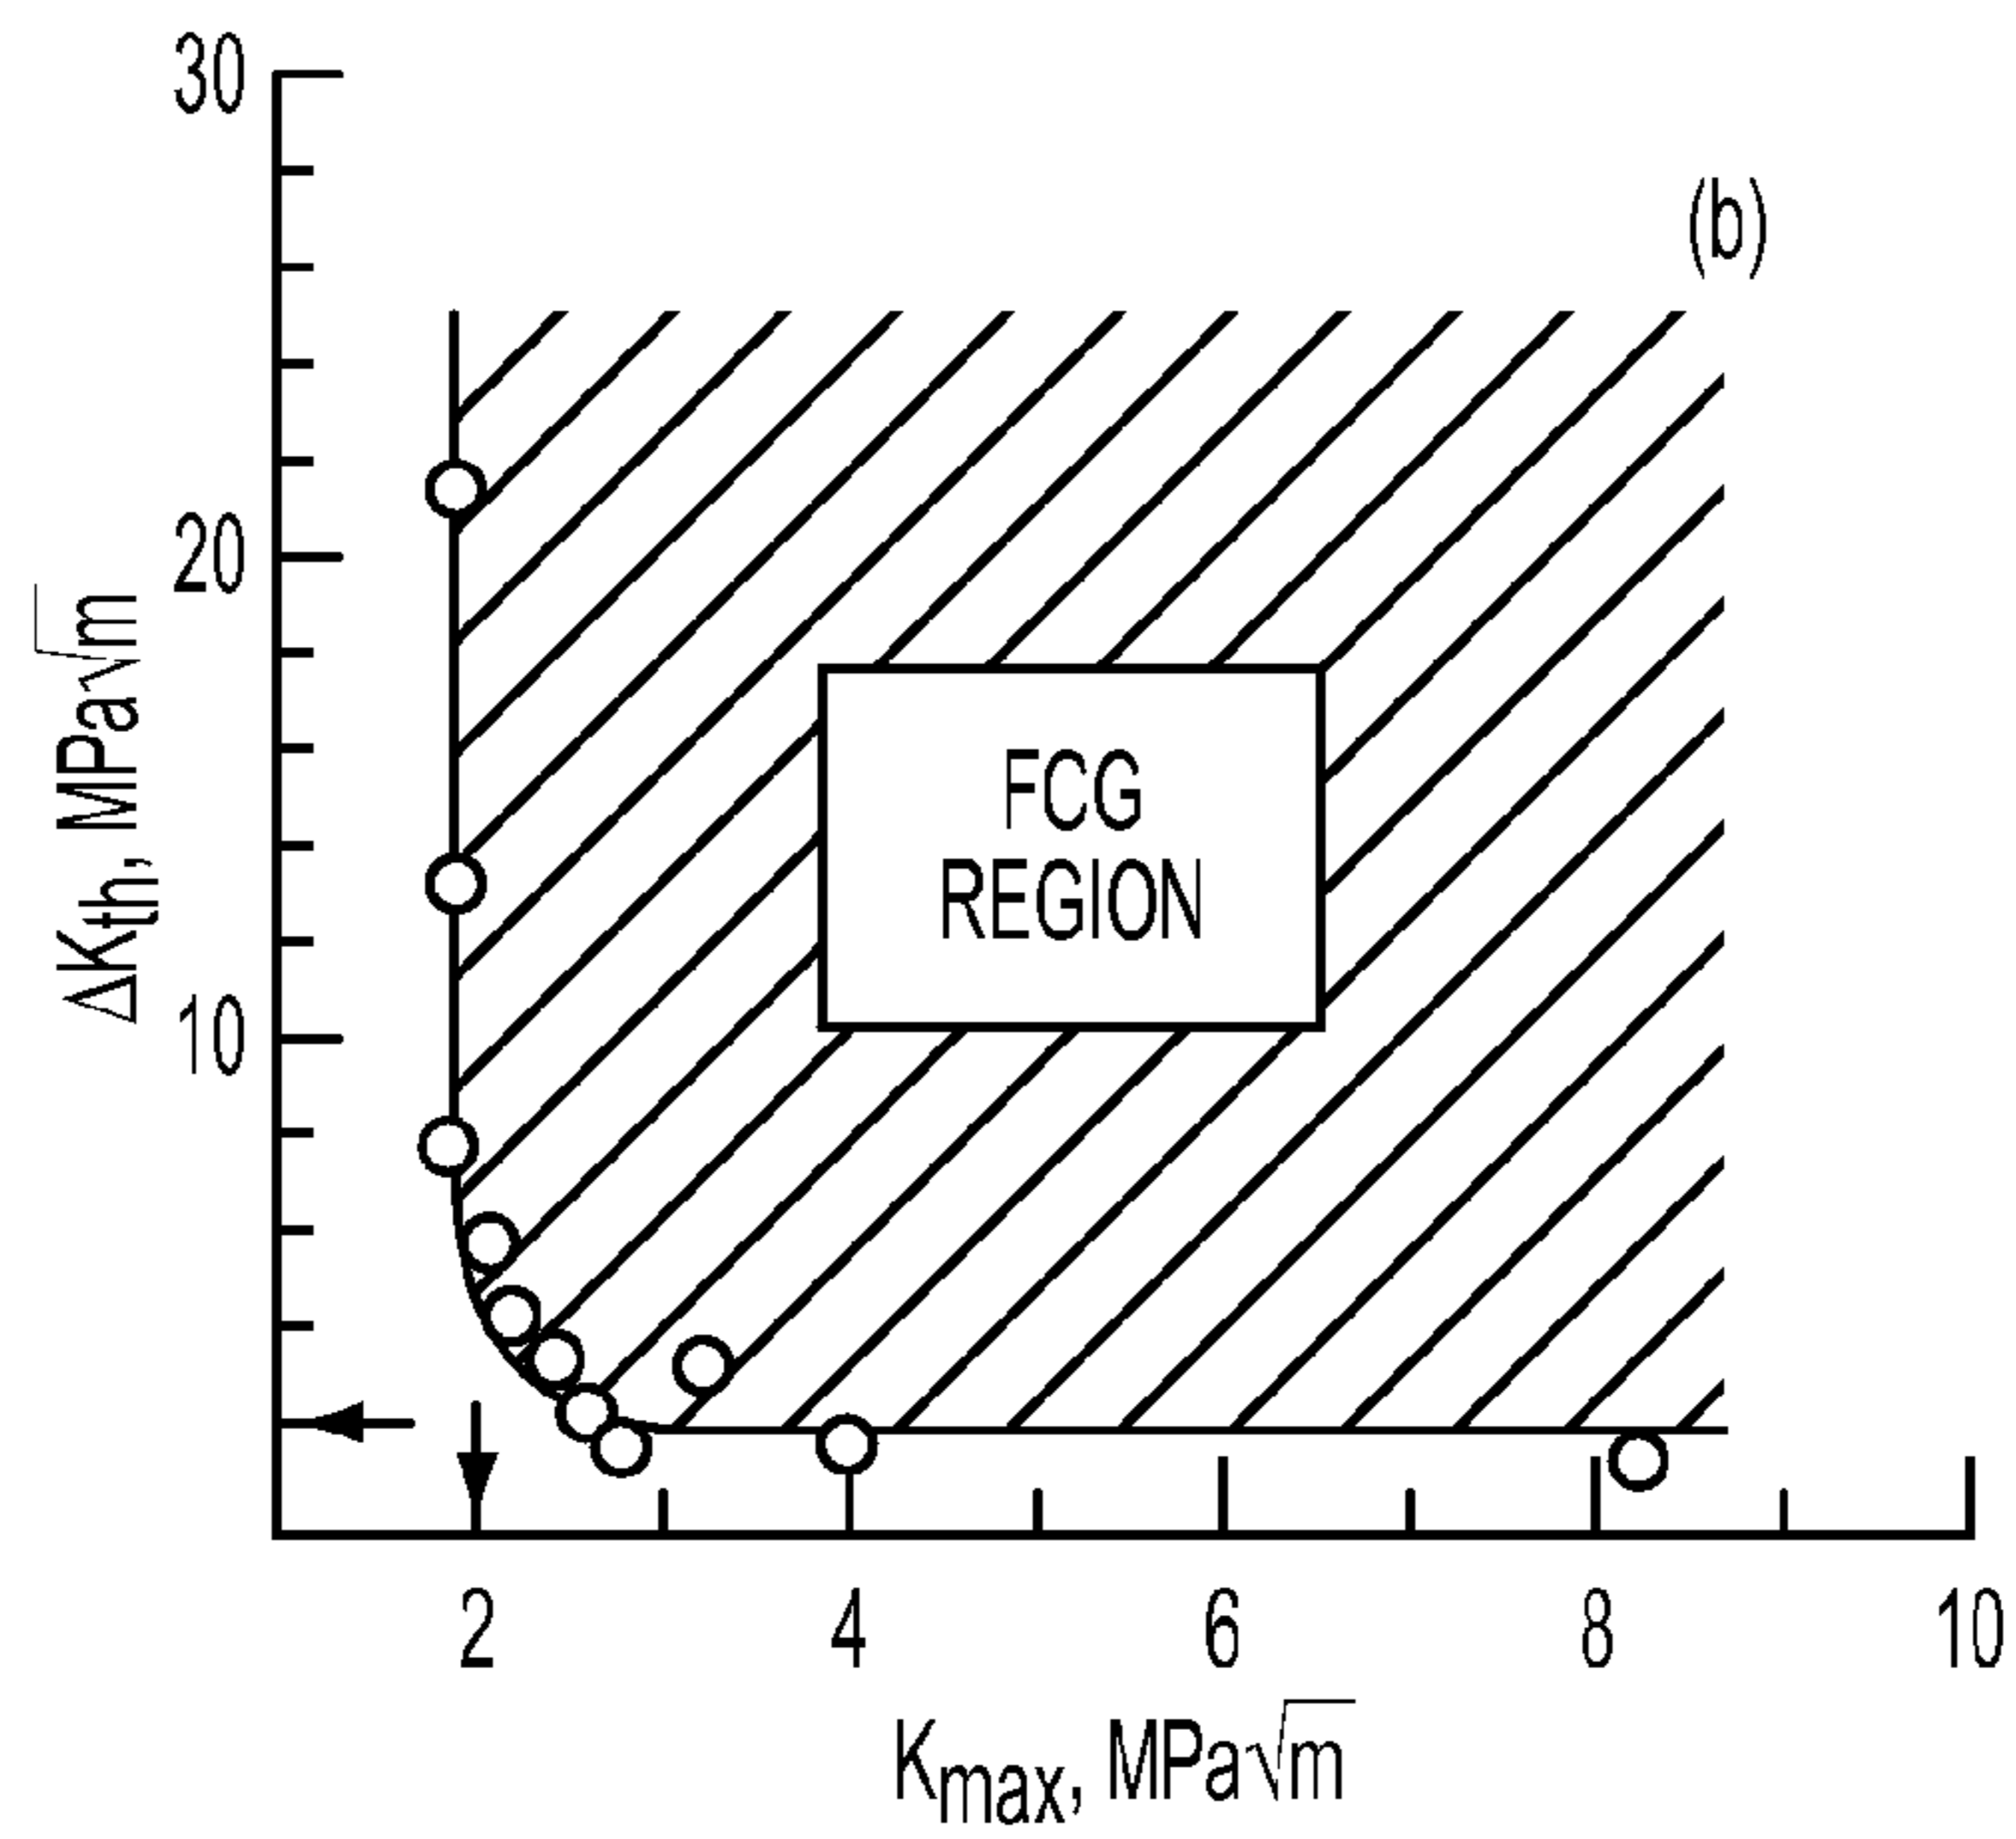 30
(b)
20
10
ΔKth, MPa√m
FCG
REGION
2 4 6 8 10
Kmax, MPa√m